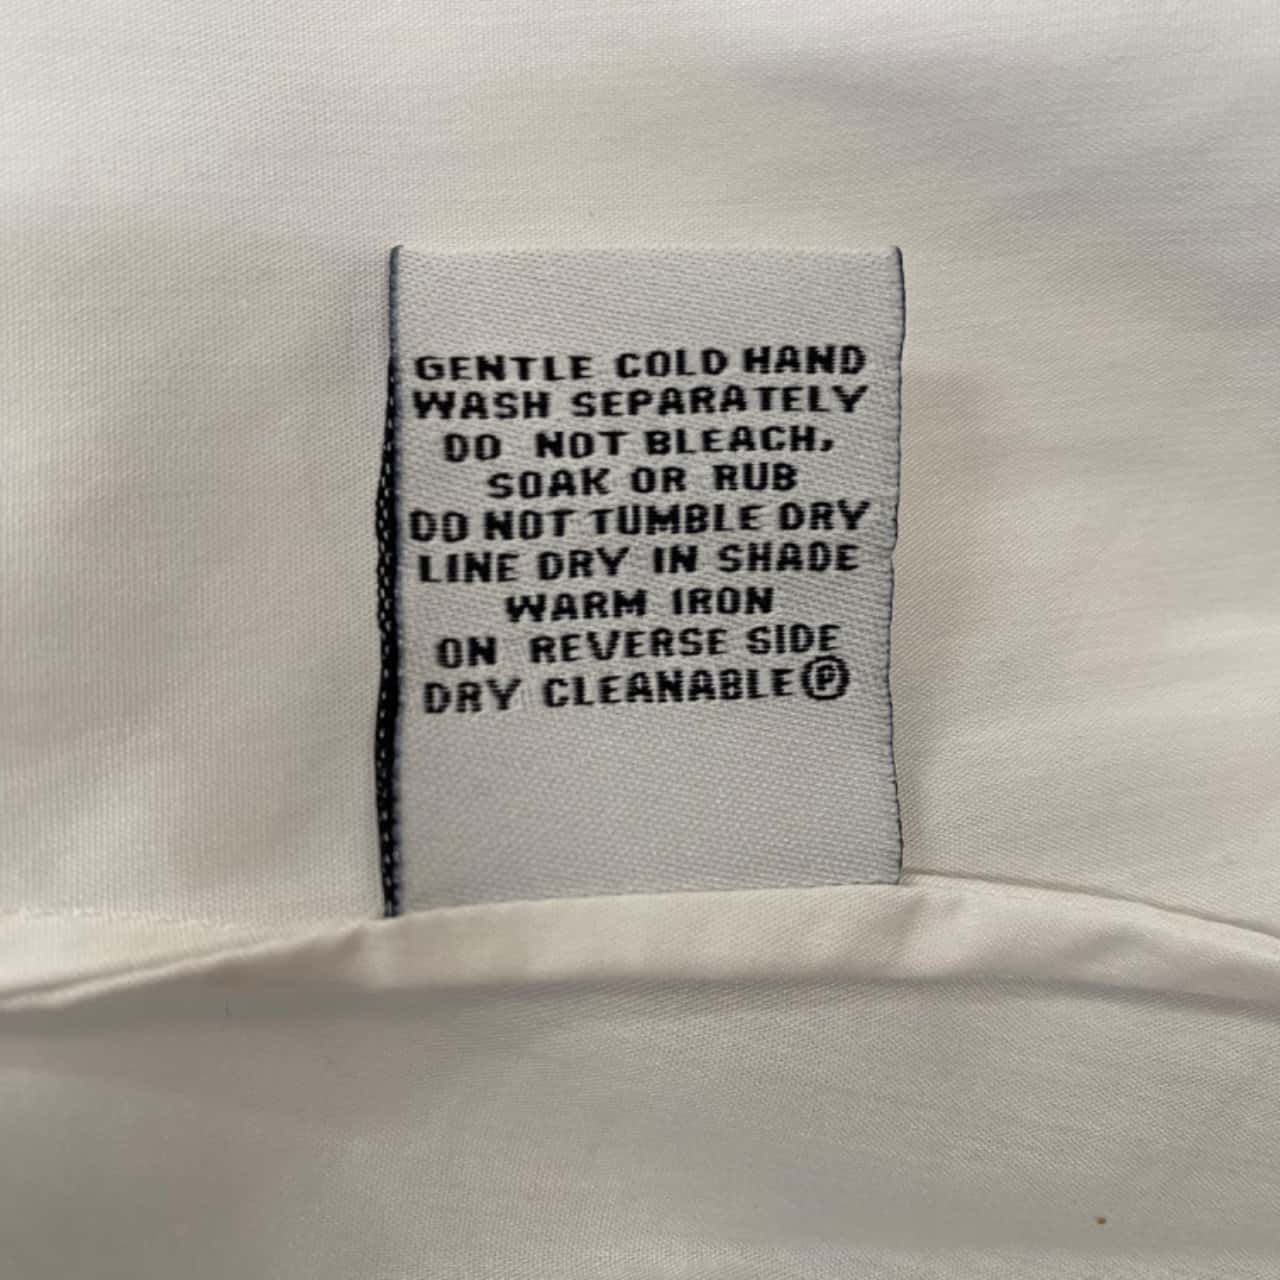 GENTLE COLD HAND
WASH SEPARATELY
DO NOT BLEACH,
SOAK OR RUB
DO NOT TUMBLE DRY
LINE DRY IN SHADE
WARM IRON
ON REVERSE SIDE
DRY CLEANABLE Ⓟ